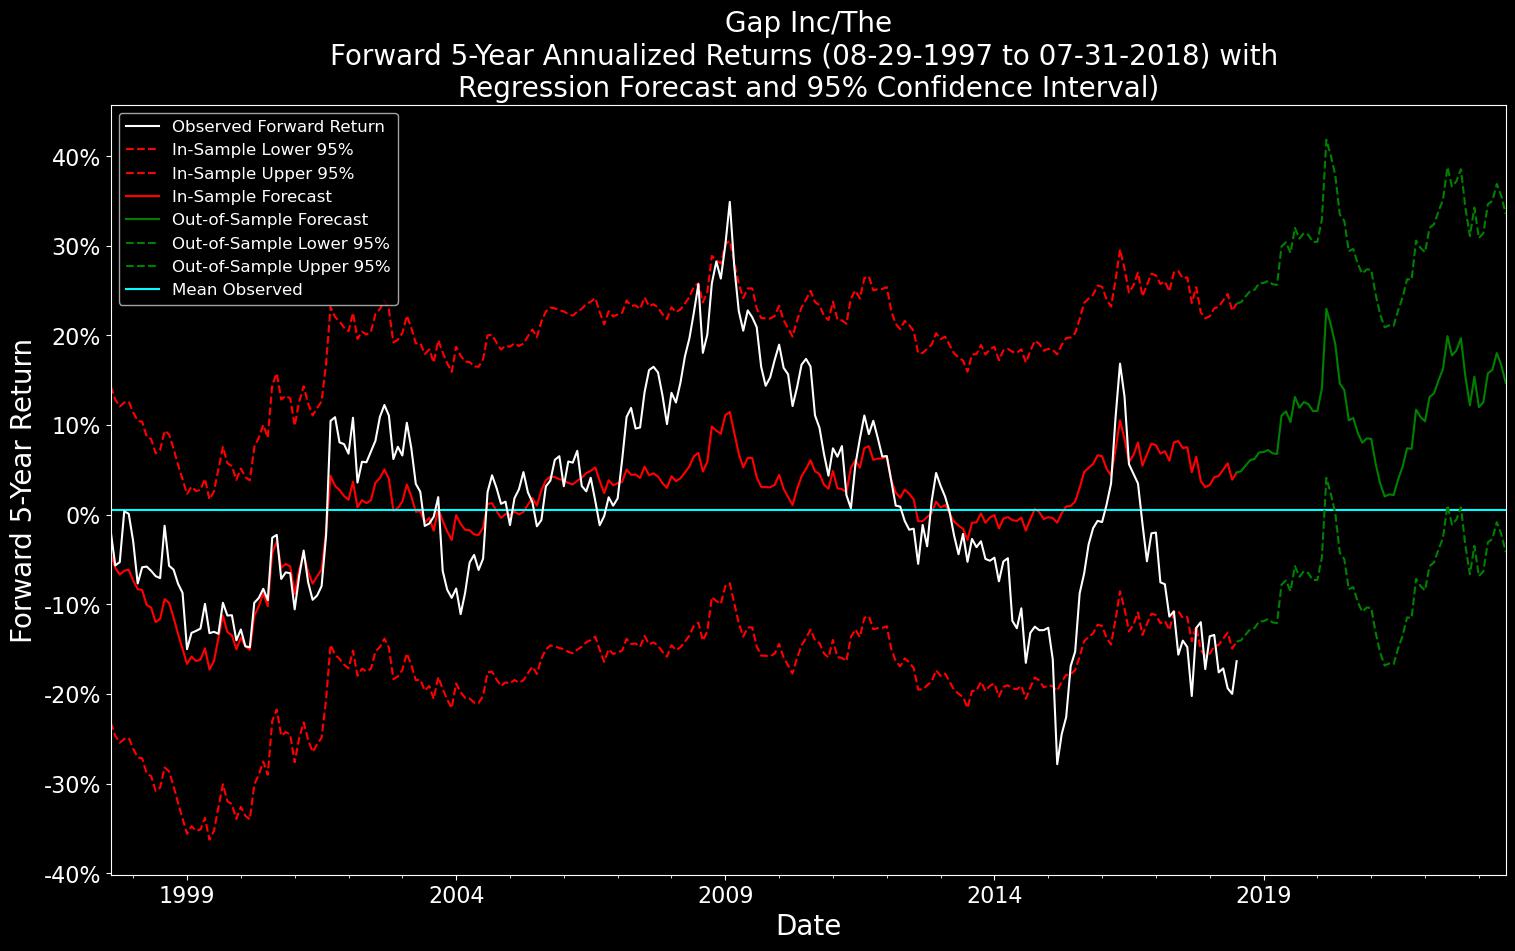 Gap Inc/The
Forward 5-Year Annualized Returns (08-29-1997 to 07-31-2018) with
Regression Forecast and 95% Confidence Interval)
Observed Forward Return
In-Sample Lower 95%
In-Sample Upper 95%
In-Sample Forecast
Out-of-Sample Forecast
Out-of-Sample Lower 95%
Out-of-Sample Upper 95%
Mean Observed
Forward 5-Year Return
40%
30%
20%
10%
0%
-10%
-20%
-30%
-40%
1999
2004
2009
2014
2019
Date